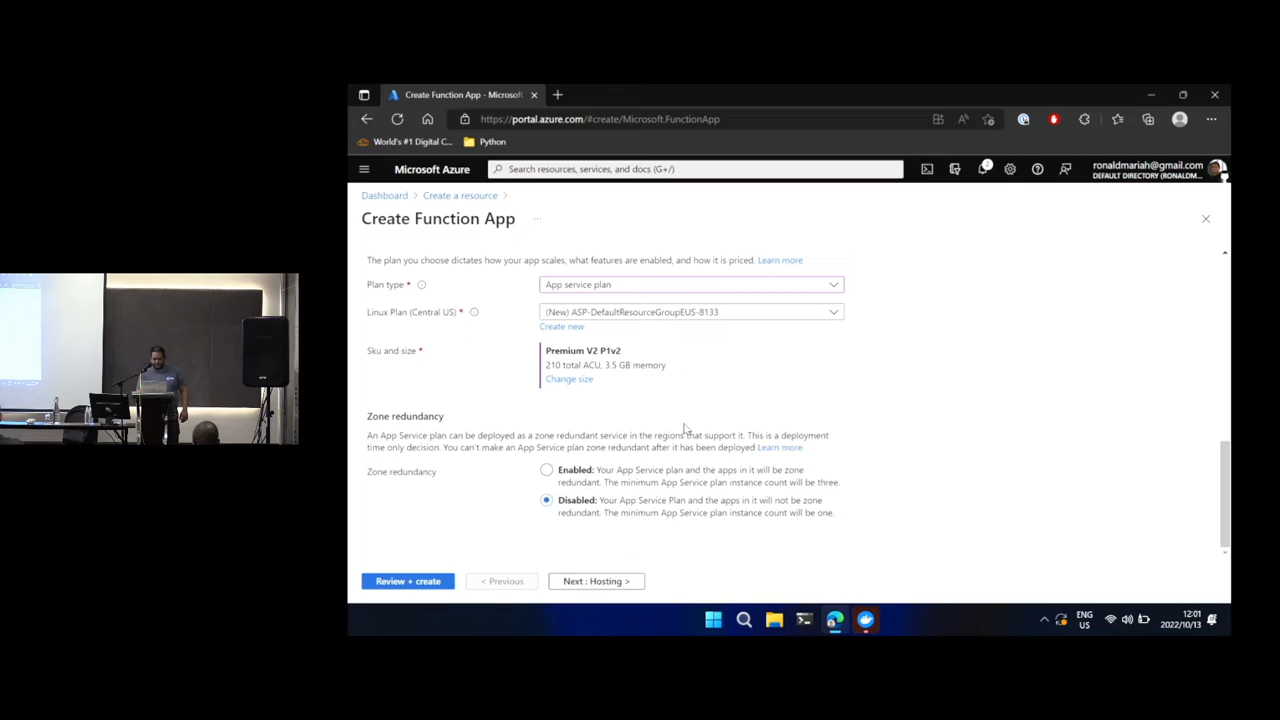 Create Function App - Microsoft
https://portal.azure.com/#create/Microsoft.FunctionApp
World's #1 Digital C...
Python
Microsoft Azure
Search resources, services, and docs (G+/)
2
ronaldmariah@gmail.com
DEFAULT DIRECTORY (RONALDM...
Dashboard > Create a resource >
Create Function App ...
The plan you choose dictates how your app scales, what features are enabled, and how it is priced. Learn more
Plan type *
App service plan
Linux Plan (Central US) *
(New) ASP-DefaultResourceGroupEUS-8133
Create new
Sku and size *
Premium V2 P1v2
210 total ACU, 3.5 GB memory
Change size
Zone redundancy
An App Service plan can be deployed as a zone redundant service in the regions that support it. This is a deployment
time only decision. You can't make an App Service plan zone redundant after it has been deployed Learn more
Zone redundancy
Enabled: Your App Service plan and the apps in it will be zone
redundant. The minimum App Service plan instance count will be three.
Disabled: Your App Service Plan and the apps in it will not be zone
redundant. The minimum App Service plan instance count will be one.
Review + create
< Previous
Next : Hosting >
ENG
US
12:01
2022/10/13